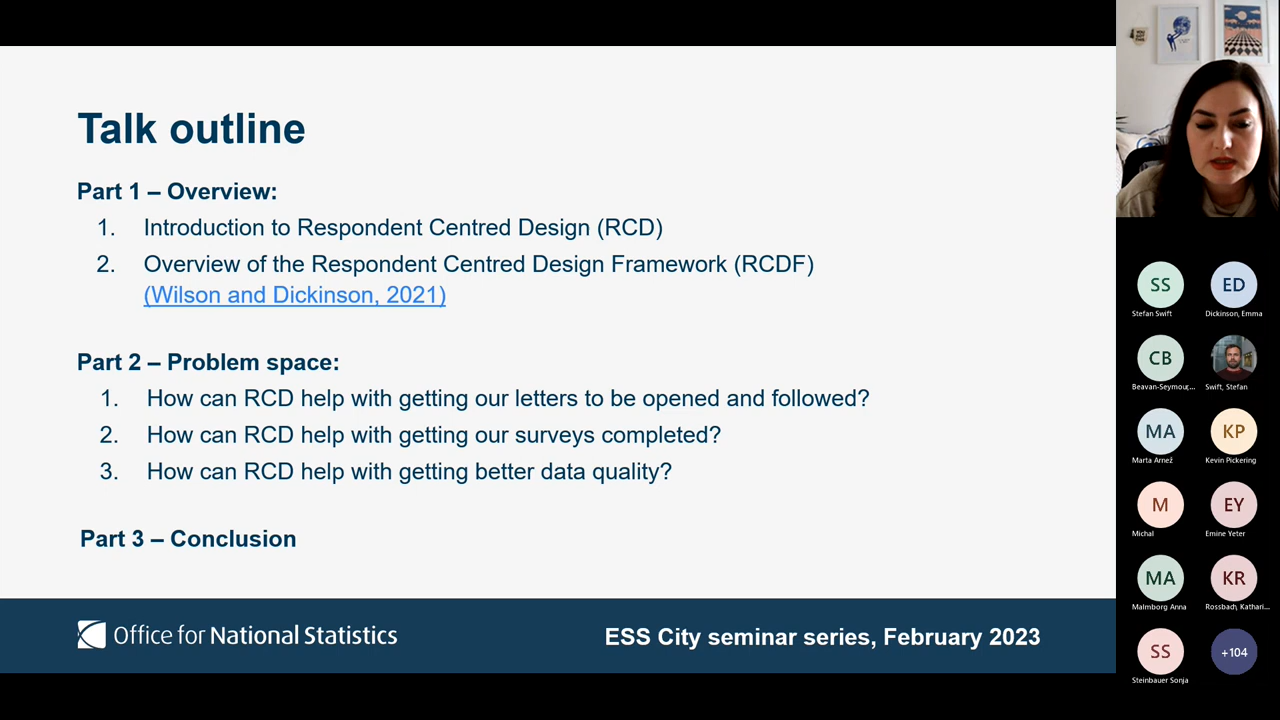 Talk outline
Part 1 – Overview:
1. Introduction to Respondent Centred Design (RCD)
2. Overview of the Respondent Centred Design Framework (RCDF)
(Wilson and Dickinson, 2021)
Part 2 – Problem space:
1. How can RCD help with getting our letters to be opened and followed?
2. How can RCD help with getting our surveys completed?
3. How can RCD help with getting better data quality?
Part 3 – Conclusion
Office for National Statistics
ESS City seminar series, February 2023
SS
Stefan Swift
ED
Dickinson, Emma
CB
Beavan-Seymour,...
Swift, Stefan
MA
Marta Arnež
KP
Kevin Pickering
M
Michal
EY
Emine Yeter
MA
Malmborg Anna
KR
Rossbach, Kathari...
SS
Steinbauer Sonja
+104